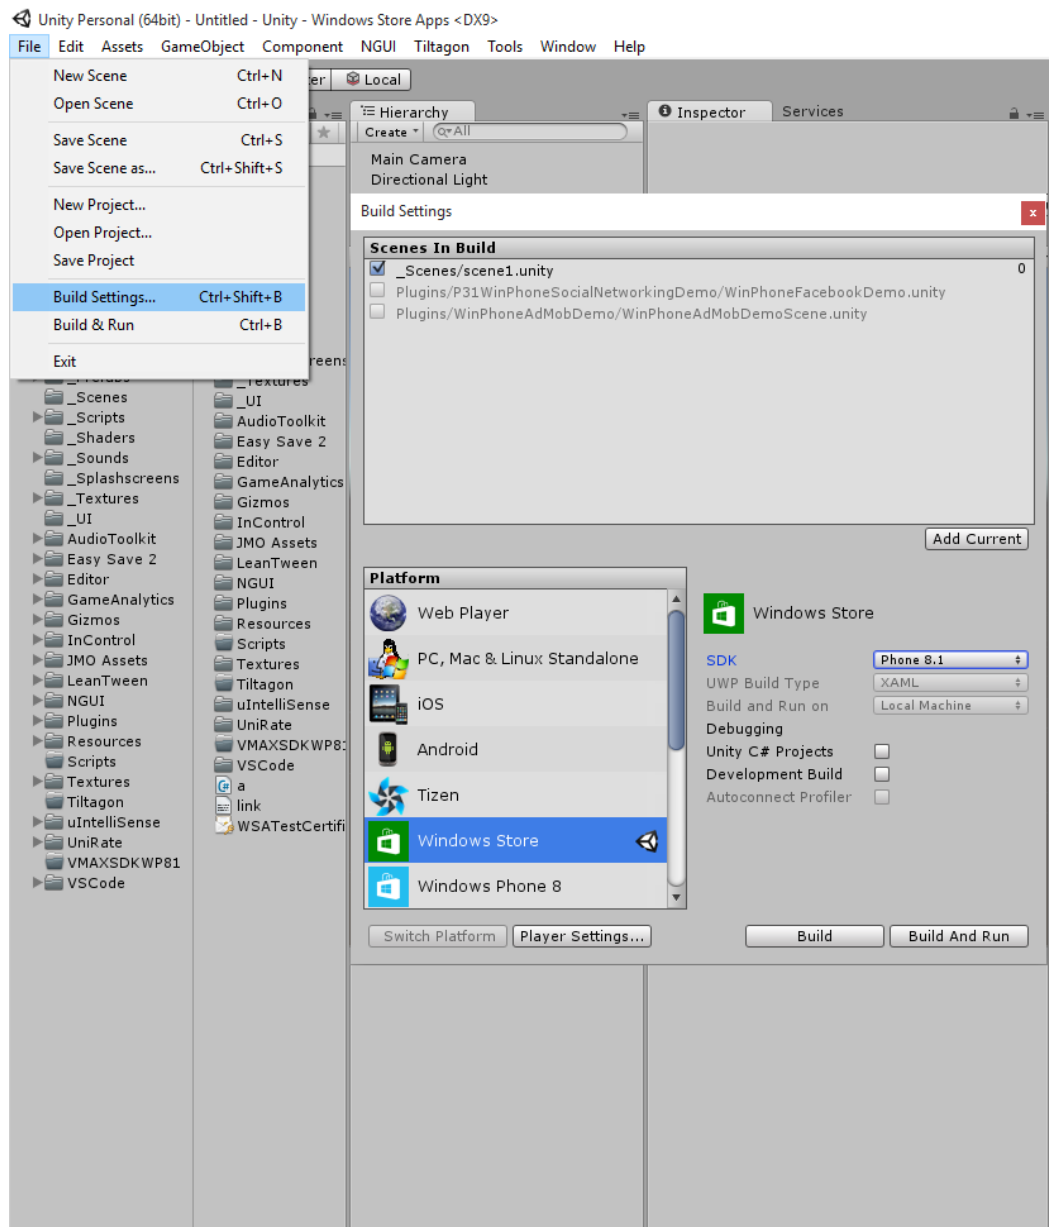 Unity Personal (64bit) - Untitled - Unity - Windows Store Apps <DX9>
File Edit Assets GameObject Component NGUI Tiltagon Tools Window Help
New Scene Ctrl+N
Open Scene Ctrl+O
Save Scene Ctrl+S
Save Scene as... Ctrl+Shift+S
New Project...
Open Project...
Save Project
Build Settings... Ctrl+Shift+B
Build & Run Ctrl+B
Exit
Local
Hierarchy
Create All
Main Camera
Directional Light
Inspector Services
Build Settings
x
Scenes In Build
_Scenes/scene1.unity 0
Plugins/P31WinPhoneSocialNetworkingDemo/WinPhoneFacebookDemo.unity
Plugins/WinPhoneAdMobDemo/WinPhoneAdMobDemoScene.unity
Add Current
_Scenes
_Scripts
_Shaders
_Sounds
_Splashscreens
_Textures
_UI
AudioToolkit
Easy Save 2
Editor
GameAnalytics
Gizmos
InControl
JMO Assets
LeanTween
NGUI
Plugins
Resources
Scripts
Textures
Tiltagon
uIntelliSense
UniRate
VMAXSDKWP81
VSCode
_Textures
_UI
AudioToolkit
Easy Save 2
Editor
GameAnalytics
Gizmos
InControl
JMO Assets
LeanTween
NGUI
Plugins
Resources
Scripts
Textures
Tiltagon
uIntelliSense
UniRate
VMAXSDKWP81
VSCode
a
link
WSATestCertifi
Platform
Web Player
PC, Mac & Linux Standalone
iOS
Android
Tizen
Windows Store
Windows Phone 8
Windows Store
SDK Phone 8.1
UWP Build Type XAML
Build and Run on Local Machine
Debugging
Unity C# Projects
Development Build
Autoconnect Profiler
Switch Platform Player Settings... Build Build And Run